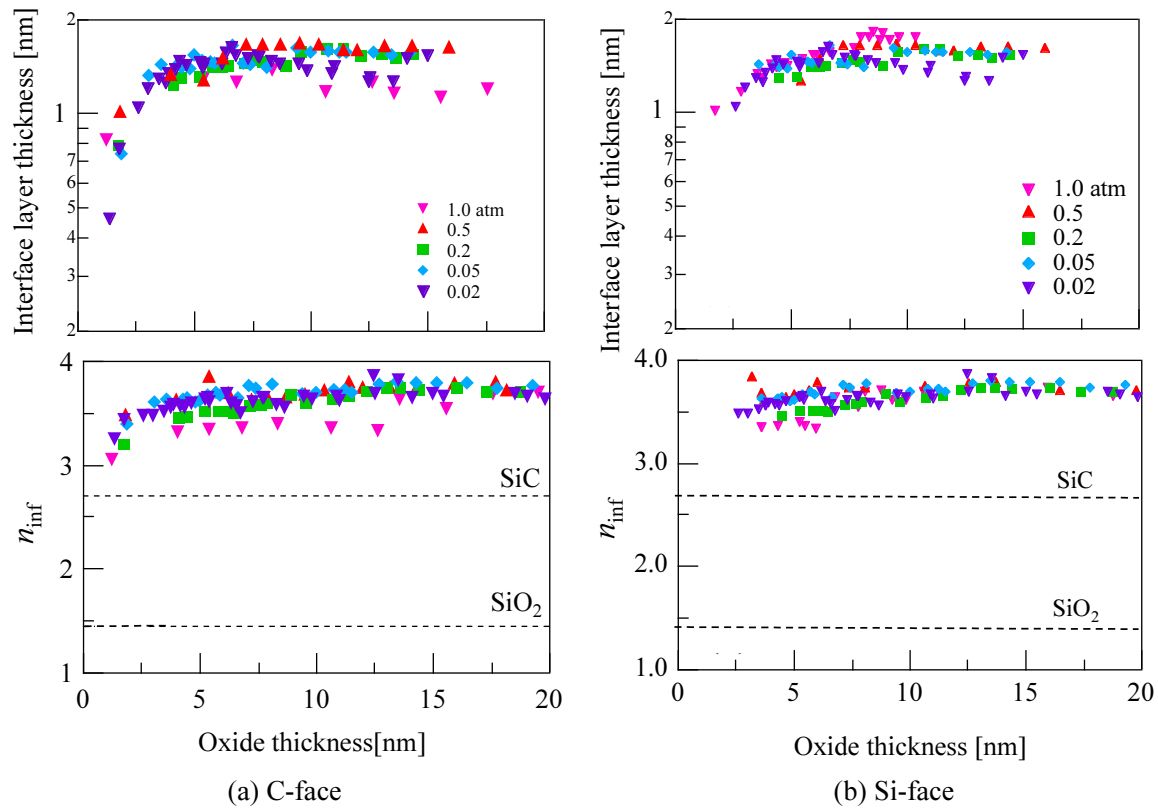 Interface layer thickness [nm]
2
1
8
7
6
5
4
3
2
1.0 atm
0.5
0.2
0.05
0.02
Interface layer thickness [nm]
2
1
8
7
6
5
4
3
2
1.0 atm
0.5
0.2
0.05
0.02
n_inf
4
3
2
1
SiC
SiO₂
0 5 10 15 20
Oxide thickness[nm]
(a) C-face
n_inf
4.0
3.0
2.0
1.0
SiC
SiO₂
0 5 10 15 20
Oxide thickness [nm]
(b) Si-face